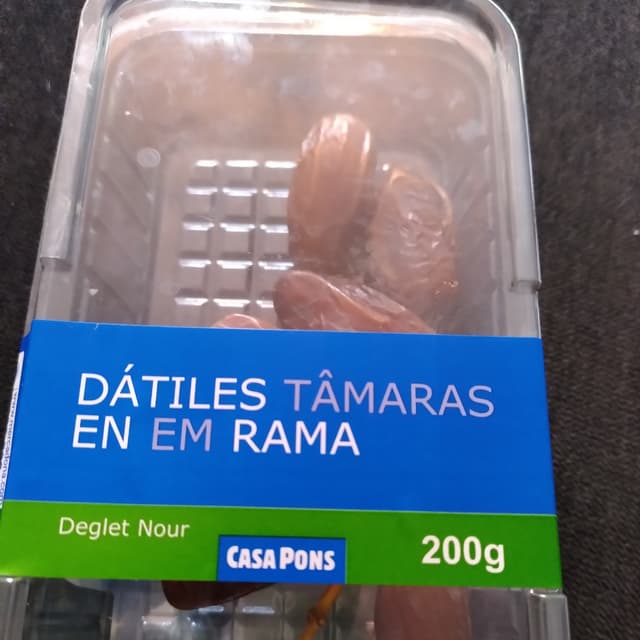 DÁTILES TÂMARAS
EN EM RAMA
Deglet Nour
CASA PONS
200g